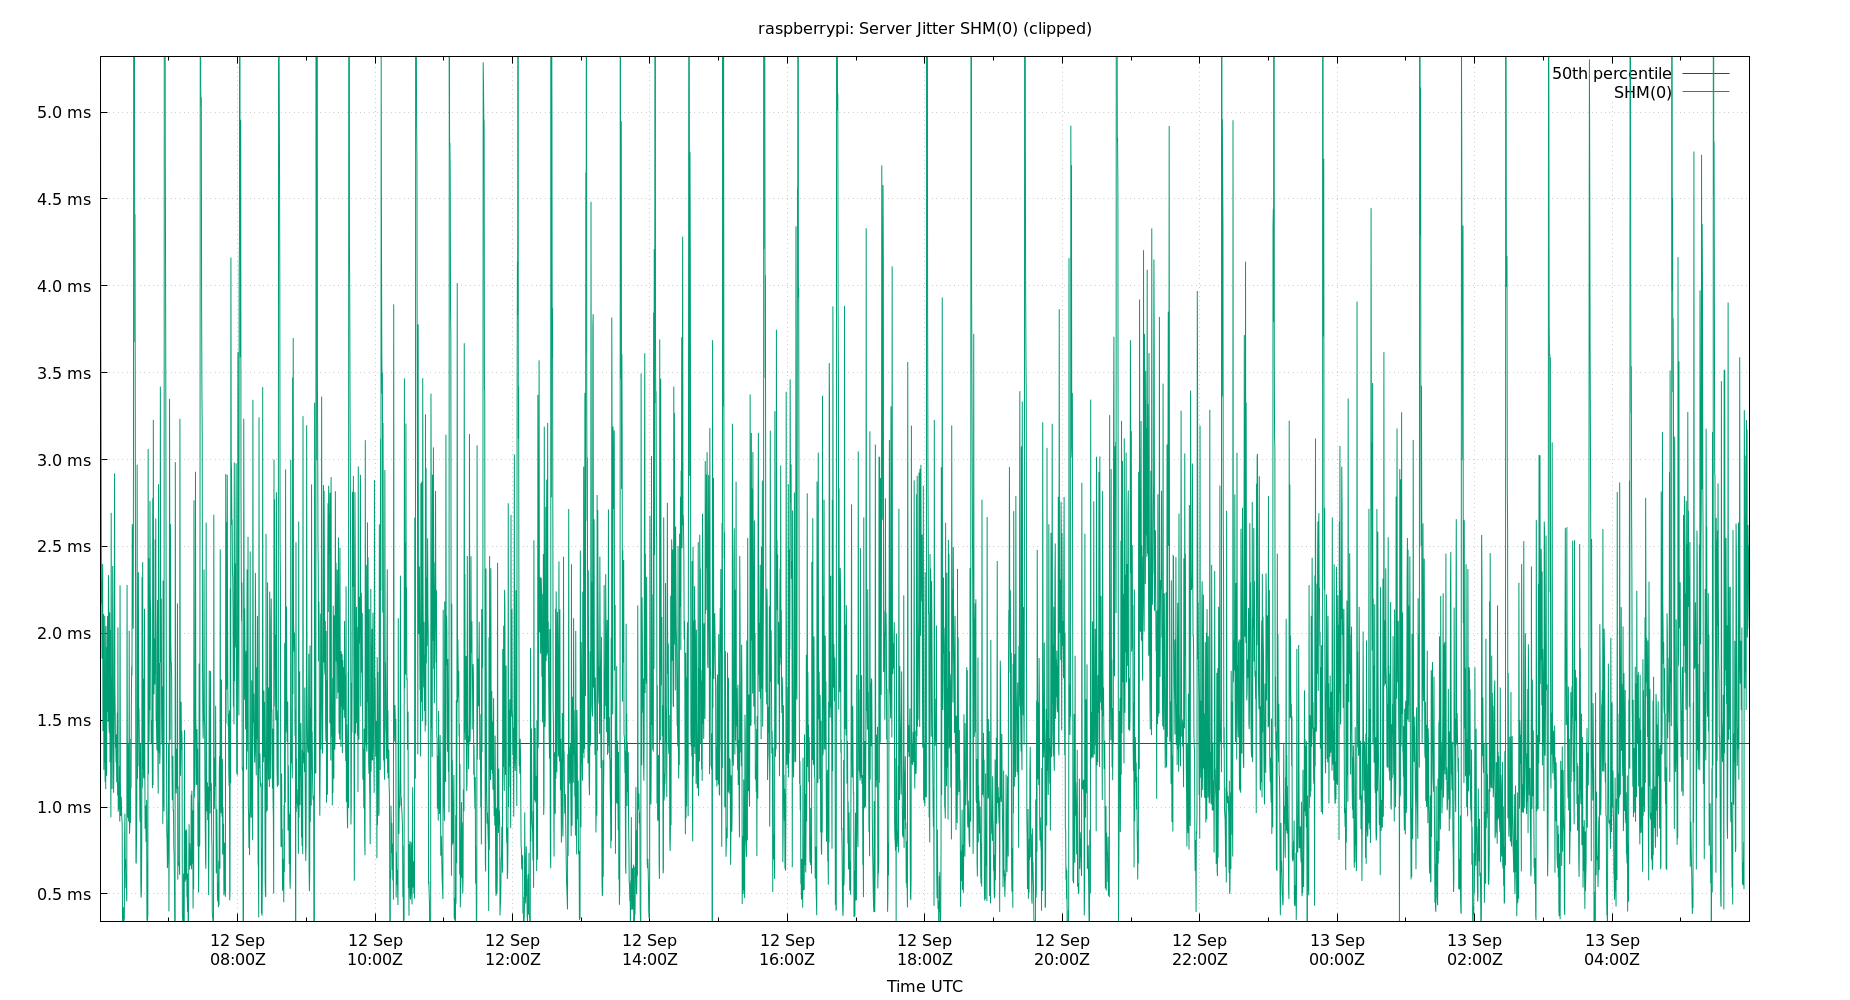 raspberrypi: Server Jitter SHM(0) (clipped)
50th percentile
SHM(0)
5.0 ms
4.5 ms
4.0 ms
3.5 ms
3.0 ms
2.5 ms
2.0 ms
1.5 ms
1.0 ms
0.5 ms
12 Sep 12 Sep 12 Sep 12 Sep 12 Sep 12 Sep 12 Sep 12 Sep 13 Sep 13 Sep 13 Sep
08:00Z 10:00Z 12:00Z 14:00Z 16:00Z 18:00Z 20:00Z 22:00Z 00:00Z 02:00Z 04:00Z
Time UTC